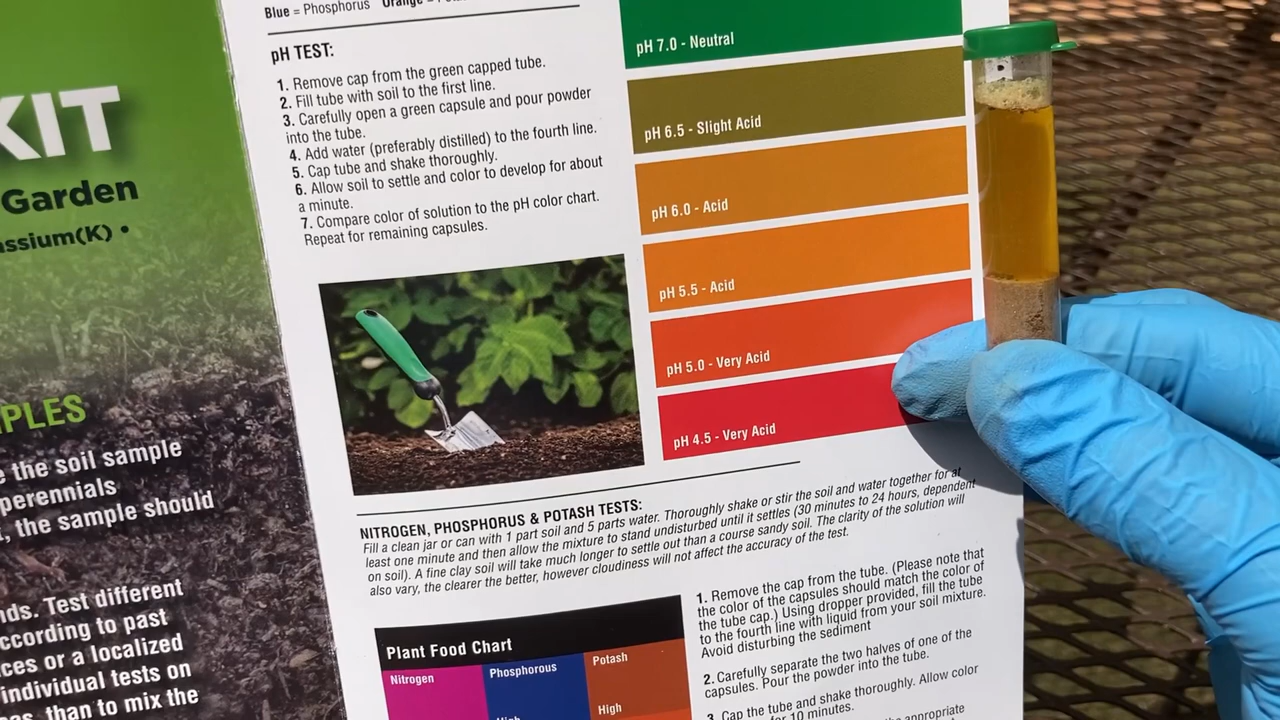 KIT
Garden
assium(K) •
PLES
e the soil sample
perennials
, the sample should
nds. Test different
ccording to past
ces or a localized
individual tests on
than to mix the
Blue = Phosphorus
pH TEST:
1. Remove cap from the green capped tube.
2. Fill tube with soil to the first line.
3. Carefully open a green capsule and pour powder
into the tube.
4. Add water (preferably distilled) to the fourth line.
5. Cap tube and shake thoroughly.
6. Allow soil to settle and color to develop for about
a minute.
7. Compare color of solution to the pH color chart.
Repeat for remaining capsules.
pH 7.0 - Neutral
pH 6.5 - Slight Acid
pH 6.0 - Acid
pH 5.5 - Acid
pH 5.0 - Very Acid
pH 4.5 - Very Acid
NITROGEN, PHOSPHORUS & POTASH TESTS:
Fill a clean jar or can with 1 part soil and 5 parts water. Thoroughly shake or stir the soil and water together for at
least one minute and then allow the mixture to stand undisturbed until it settles (30 minutes to 24 hours, dependent
on soil). A fine clay soil will take much longer to settle out than a course sandy soil. The clarity of the solution will
also vary, the clearer the better, however cloudiness will not affect the accuracy of the test.
Plant Food Chart
Nitrogen
Phosphorous
Potash
High
High
1. Remove the cap from the tube. (Please note that
the color of the capsules should match the color of
the tube cap.) Using dropper provided, fill the tube
to the fourth line with liquid from your soil mixture.
Avoid disturbing the sediment
2. Carefully separate the two halves of one of the
capsules. Pour the powder into the tube.
3. Cap the tube and shake thoroughly. Allow color
for 10 minutes.
the appropriate